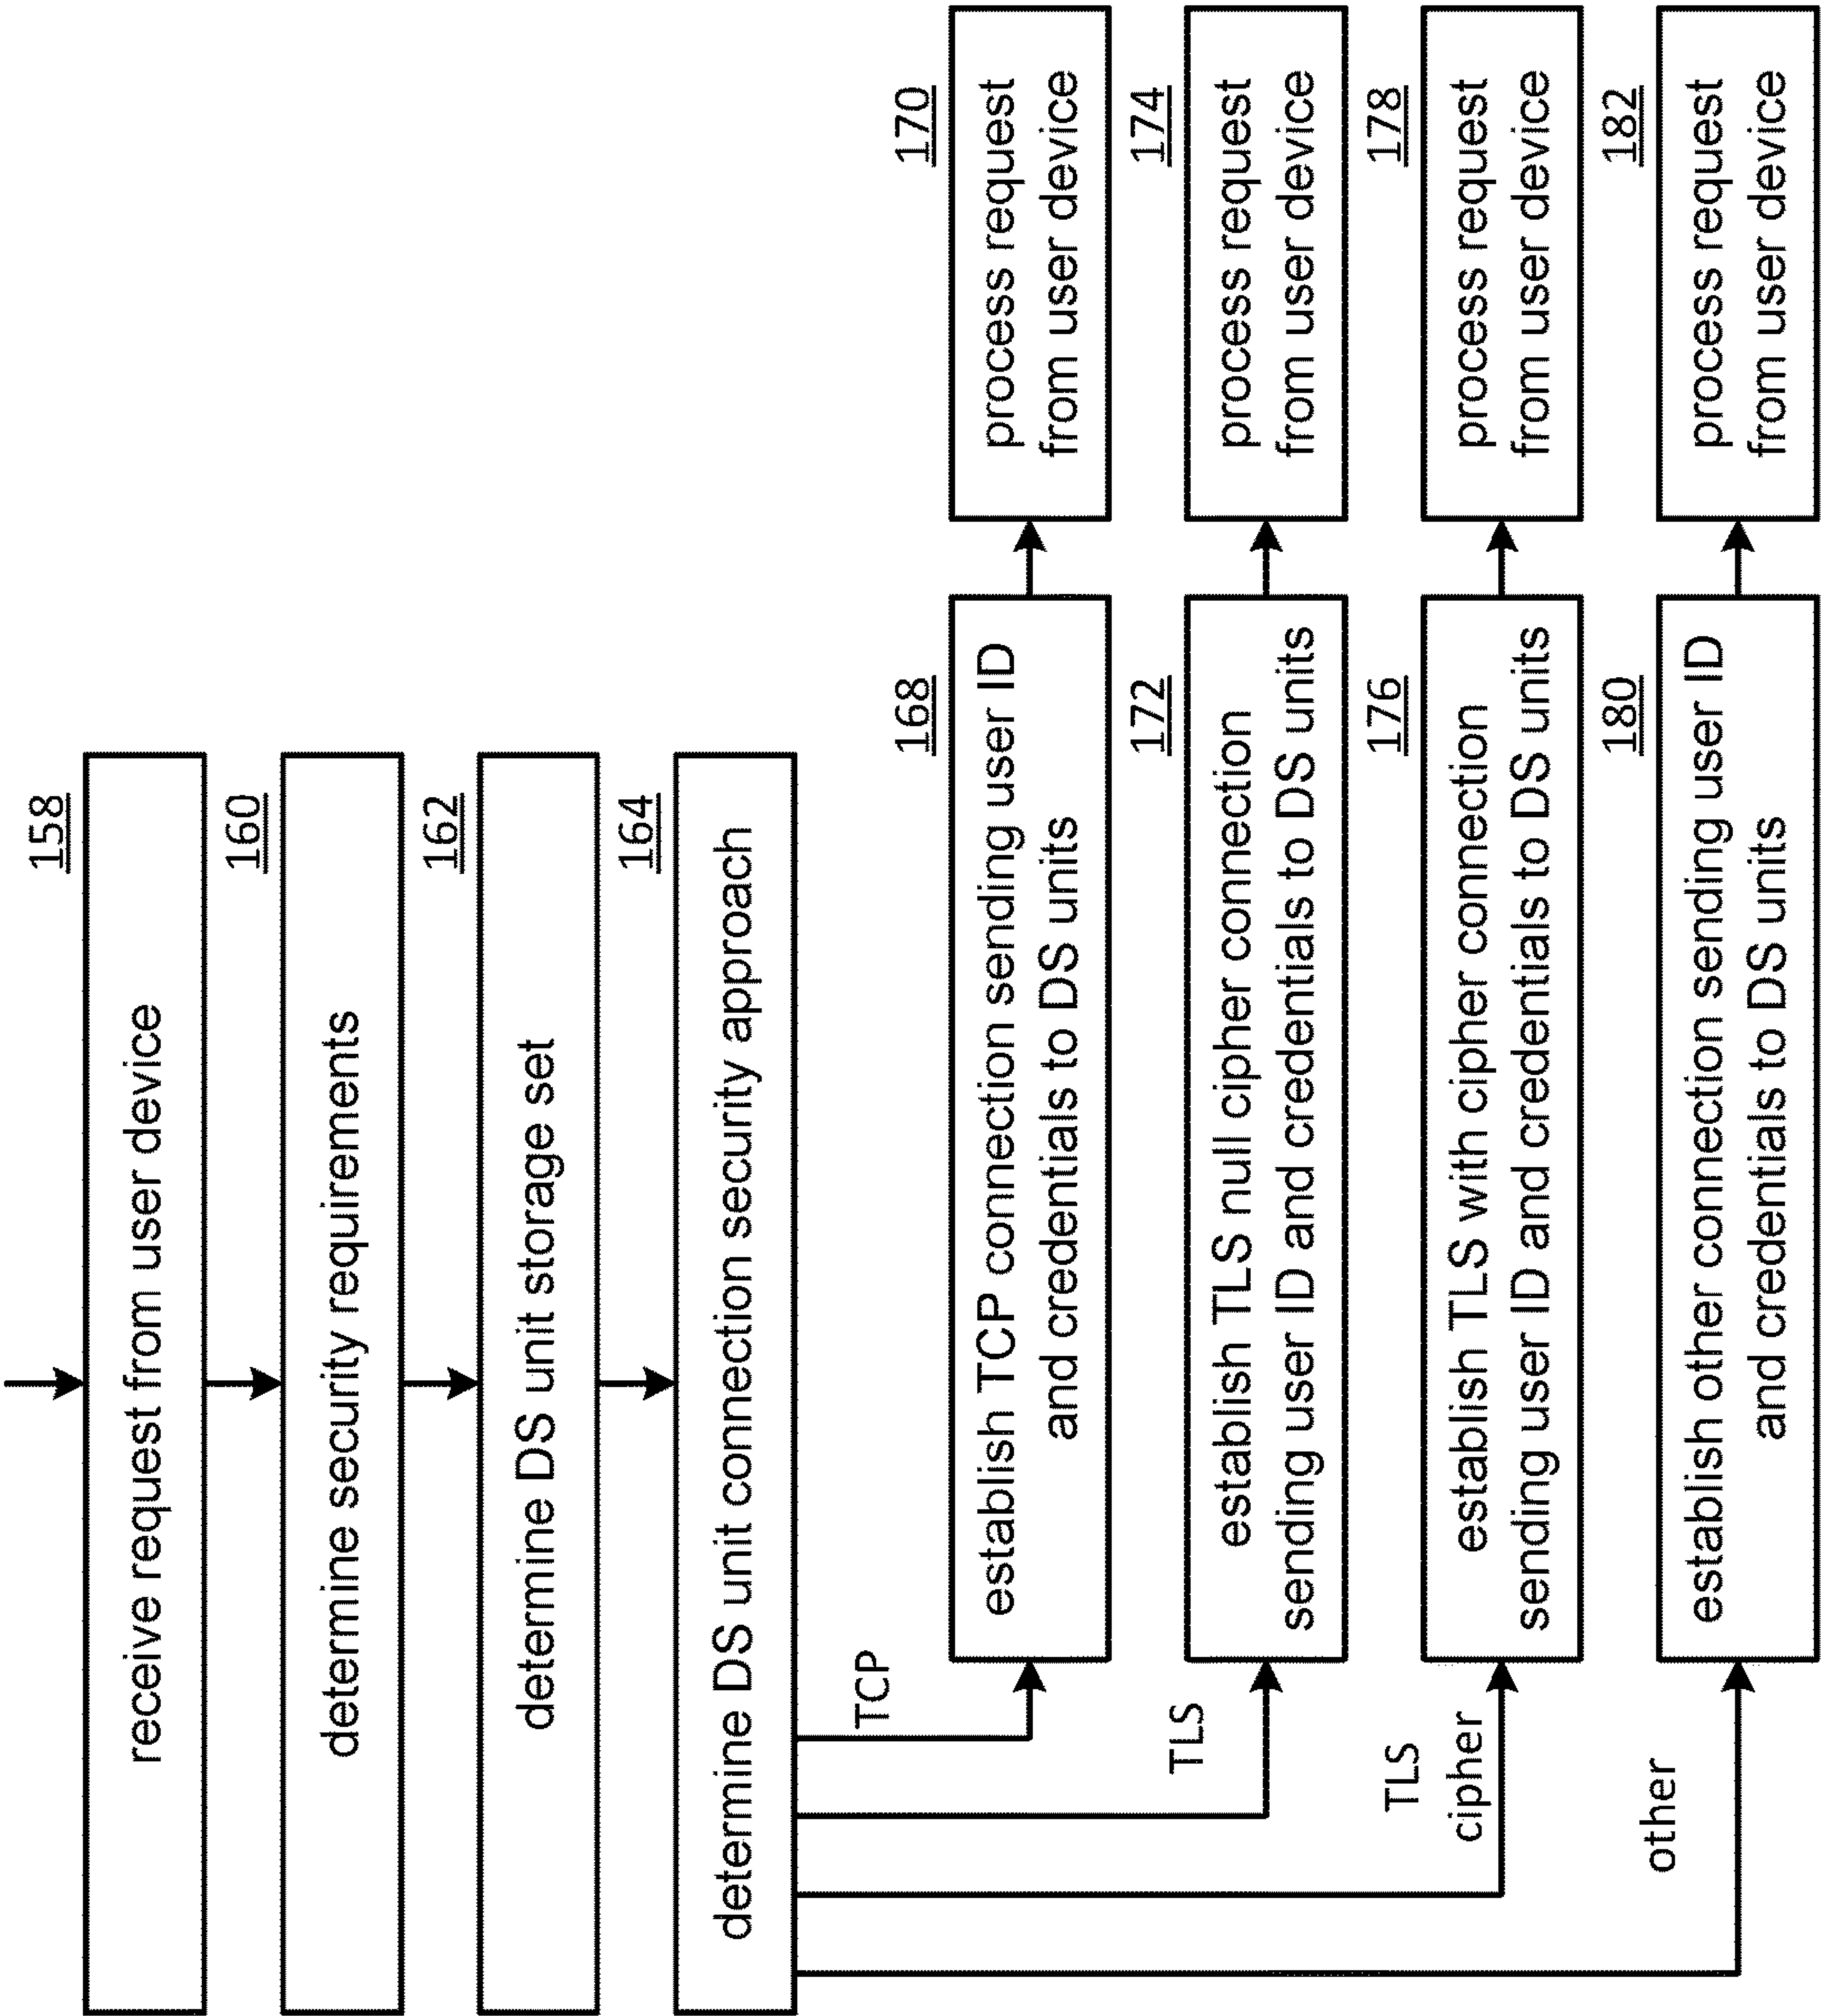 158
receive request from user device
160
determine security requirements
162
determine DS unit storage set
164
determine DS unit connection security approach
TCP
168
establish TCP connection sending user ID
and credentials to DS units
170
process request
from user device
TLS
172
establish TLS null cipher connection
sending user ID and credentials to DS units
174
process request
from user device
TLS
cipher
176
establish TLS with cipher connection
sending user ID and credentials to DS units
178
process request
from user device
other
180
establish other connection sending user ID
and credentials to DS units
182
process request
from user device